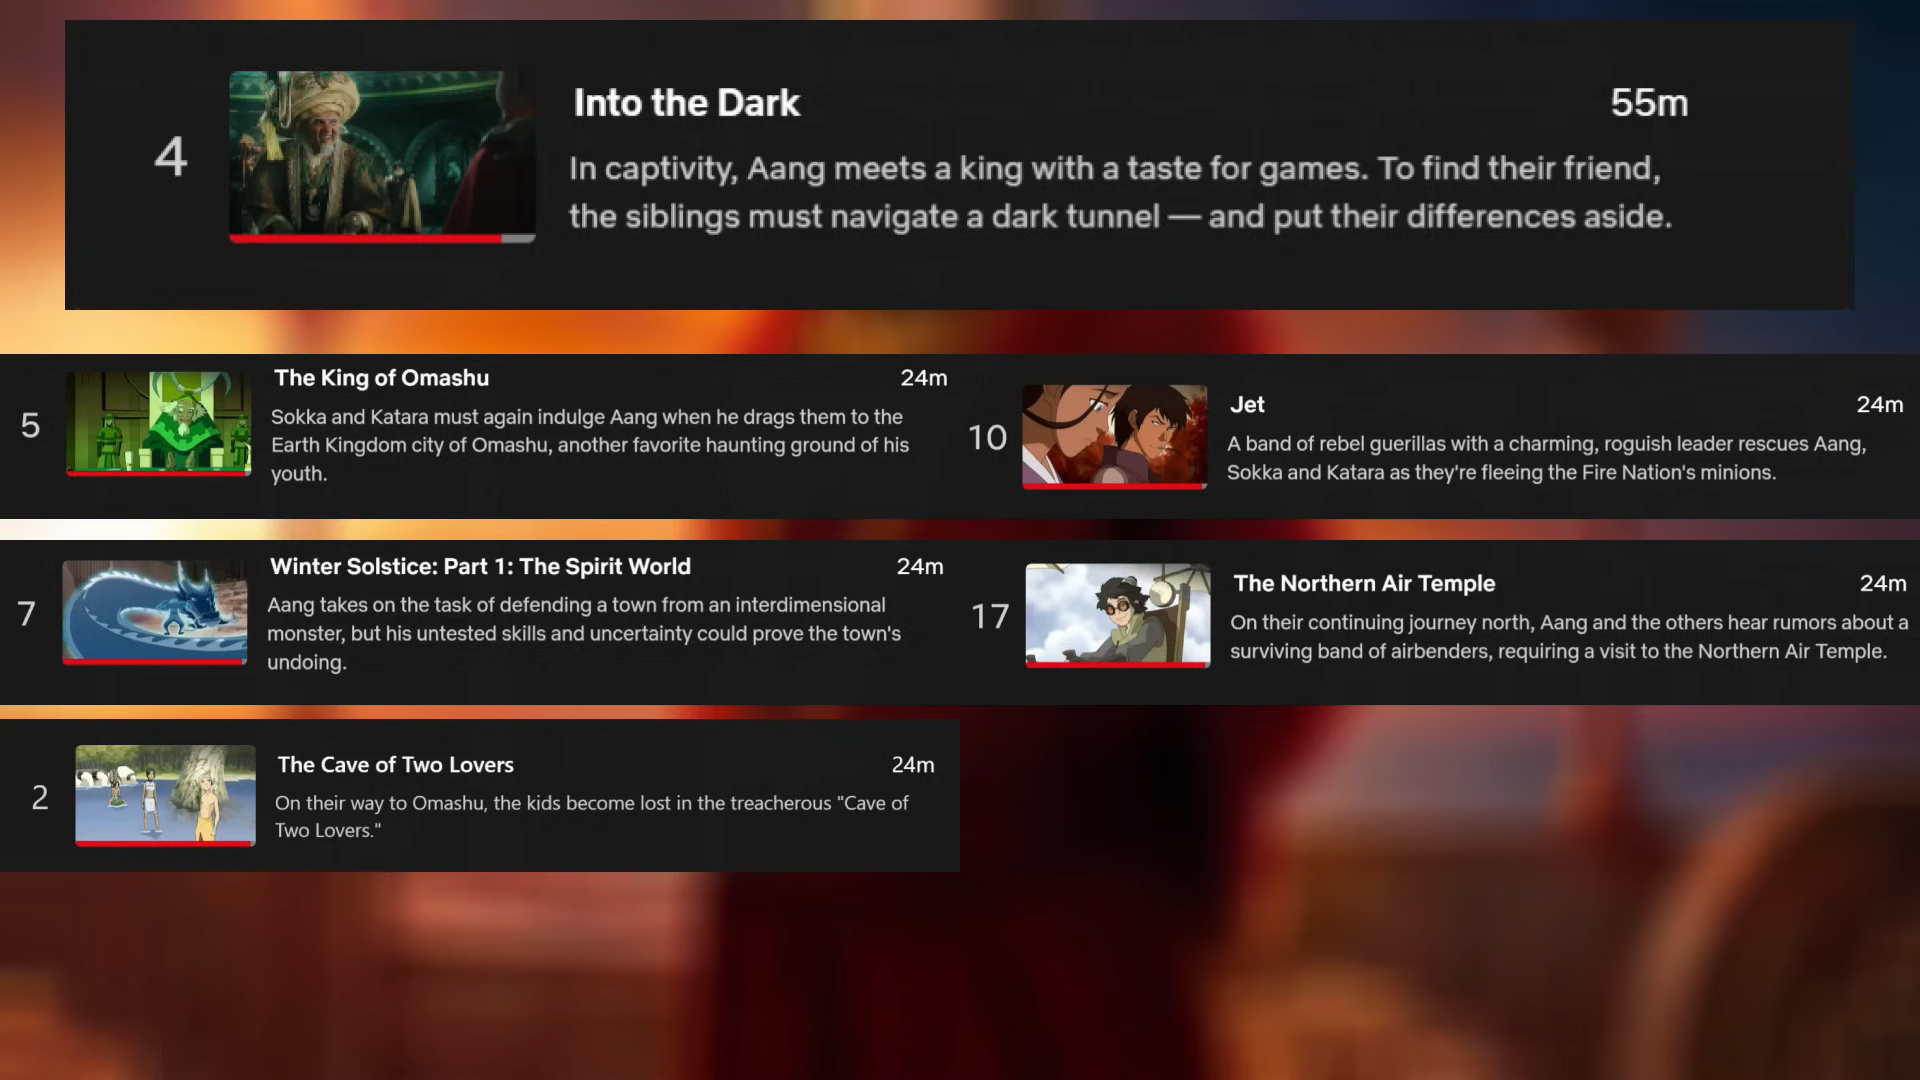 4
Into the Dark
55m
In captivity, Aang meets a king with a taste for games. To find their friend,
the siblings must navigate a dark tunnel — and put their differences aside.
5
The King of Omashu
24m
Sokka and Katara must again indulge Aang when he drags them to the
Earth Kingdom city of Omashu, another favorite haunting ground of his
youth.
10
Jet
24m
A band of rebel guerillas with a charming, roguish leader rescues Aang,
Sokka and Katara as they're fleeing the Fire Nation's minions.
7
Winter Solstice: Part 1: The Spirit World
24m
Aang takes on the task of defending a town from an interdimensional
monster, but his untested skills and uncertainty could prove the town's
undoing.
17
The Northern Air Temple
24m
On their continuing journey north, Aang and the others hear rumors about a
surviving band of airbenders, requiring a visit to the Northern Air Temple.
2
The Cave of Two Lovers
24m
On their way to Omashu, the kids become lost in the treacherous "Cave of
Two Lovers."